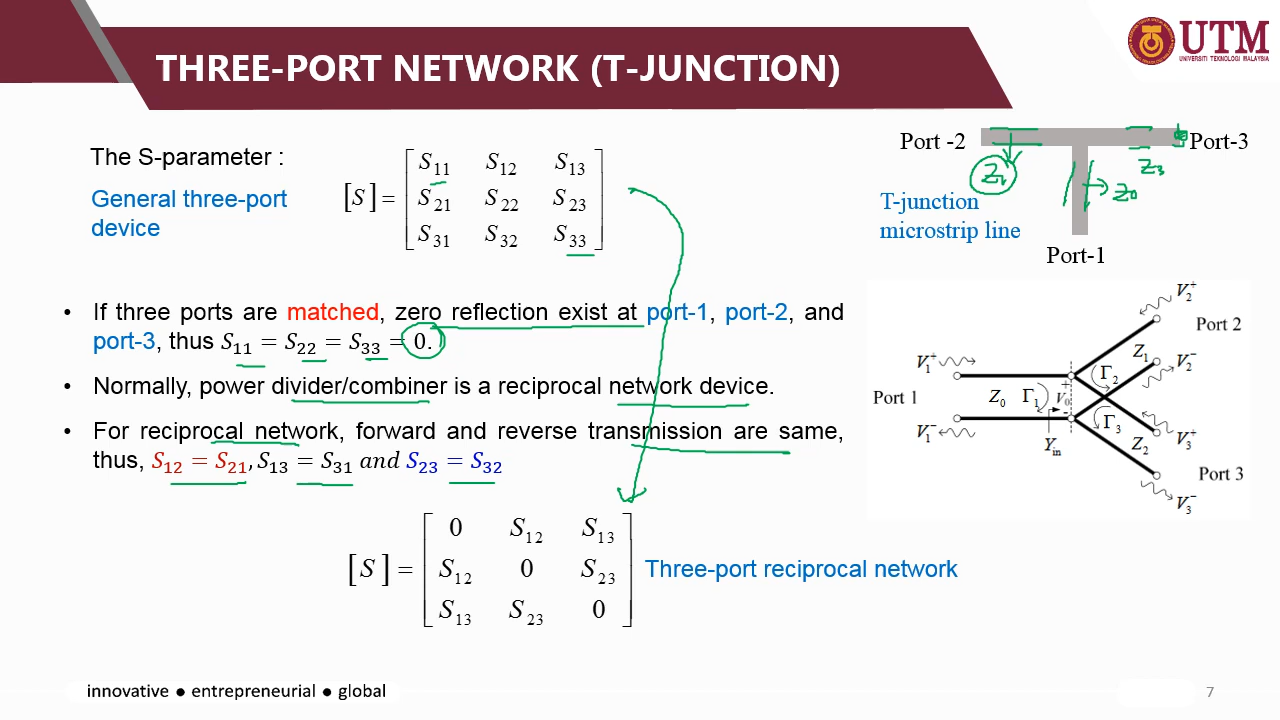 THREE-PORT NETWORK (T-JUNCTION)
UTM
UNIVERSITI TEKNOLOGI MALAYSIA
The S-parameter :
General three-port
device
[S] = [S11 S12 S13
S21 S22 S23
S31 S32 S33]
Port -2
Port-3
Z1
Z3
Z0
T-junction
microstrip line
Port-1
• If three ports are matched, zero reflection exist at port-1, port-2, and
port-3, thus S11 = S22 = S33 = 0.
• Normally, power divider/combiner is a reciprocal network device.
• For reciprocal network, forward and reverse transmission are same,
thus, S12 = S21, S13 = S31 and S23 = S32
[S] = [0 S12 S13
S12 0 S23
S13 S23 0]
Three-port reciprocal network
V2+
Port 2
Z1
V2−
V1+
Γ2
+
Port 1
Z0
Γ1
V0
-
Γ3
V1−
Yin
Z2
V3+
Port 3
V3−
innovative ● entrepreneurial ● global
7